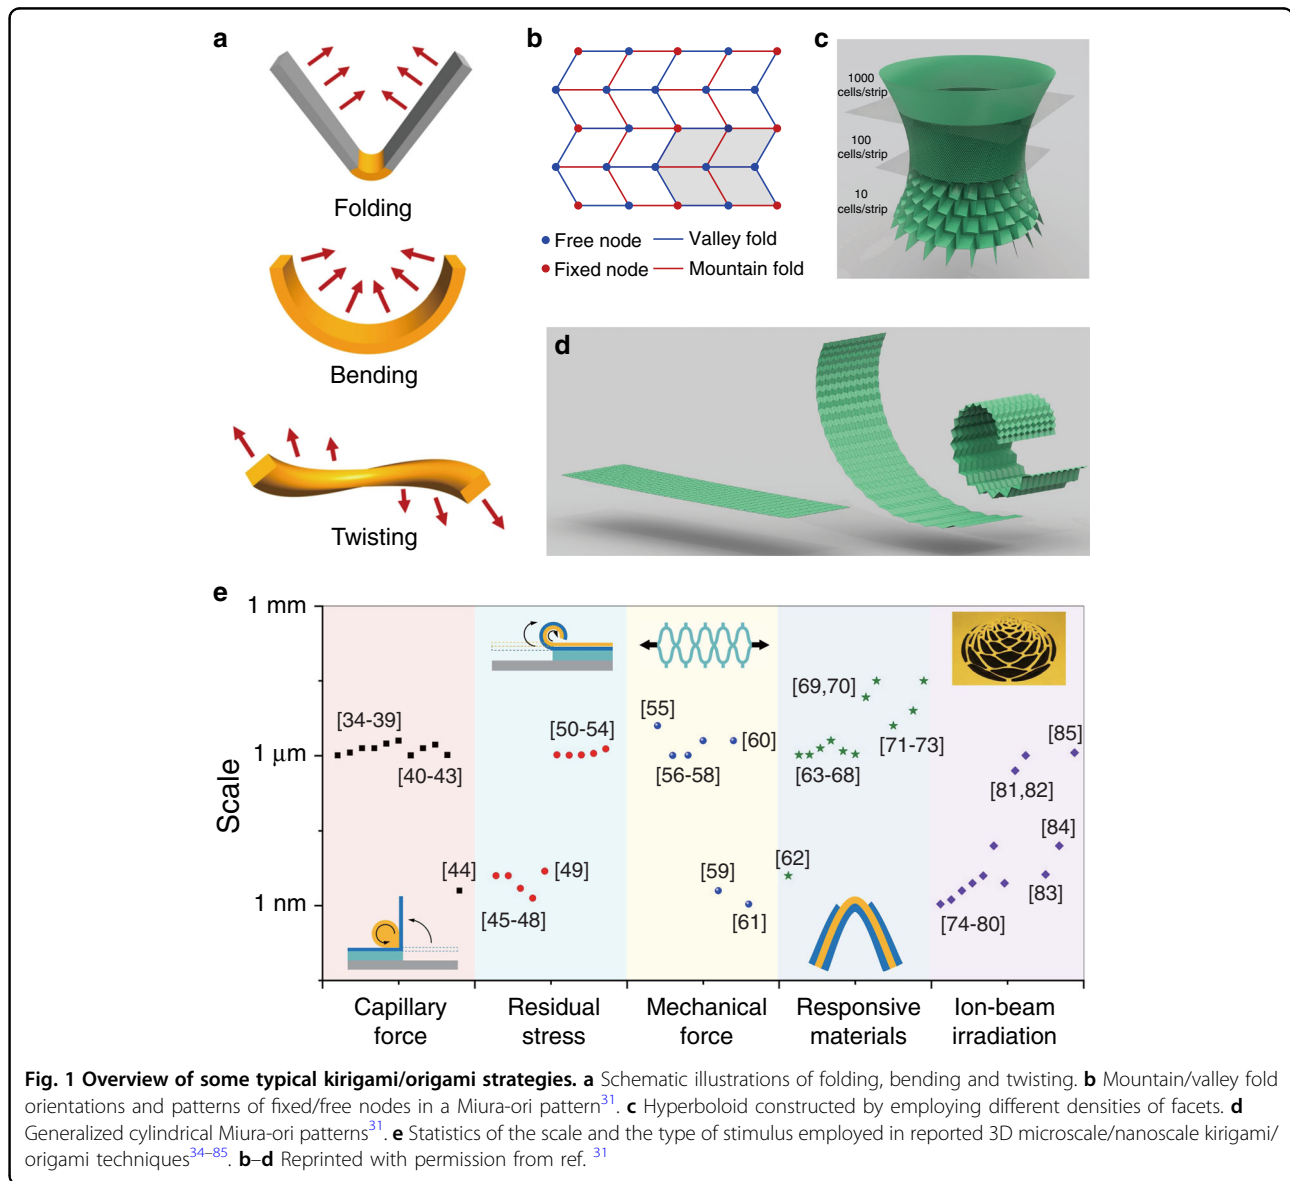 a
Folding
Bending
Twisting
b
Free node
Valley fold
Fixed node
Mountain fold
c
1000
cells/strip
100
cells/strip
10
cells/strip
d
e
Scale
1 mm
1 μm
1 nm
[34-39]
[40-43]
[44]
[50-54]
[49]
[45-48]
[55]
[60]
[56-58]
[59]
[61]
[69,70]
[71-73]
[63-68]
[62]
[85]
[81,82]
[84]
[83]
[74-80]
Capillary
force
Residual
stress
Mechanical
force
Responsive
materials
Ion-beam
irradiation
Fig. 1 Overview of some typical kirigami/origami strategies. a Schematic illustrations of folding, bending and twisting. b Mountain/valley fold
orientations and patterns of fixed/free nodes in a Miura-ori pattern31. c Hyperboloid constructed by employing different densities of facets. d
Generalized cylindrical Miura-ori patterns31. e Statistics of the scale and the type of stimulus employed in reported 3D microscale/nanoscale kirigami/
origami techniques34–85. b–d Reprinted with permission from ref. 31